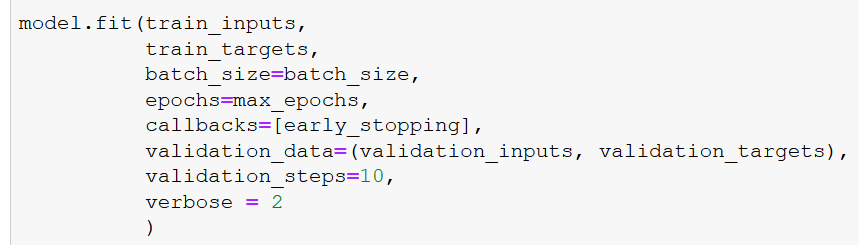 model.fit(train_inputs,
train_targets,
batch_size=batch_size,
epochs=max_epochs,
callbacks=[early_stopping],
validation_data=(validation_inputs, validation_targets),
validation_steps=10,
verbose = 2
)